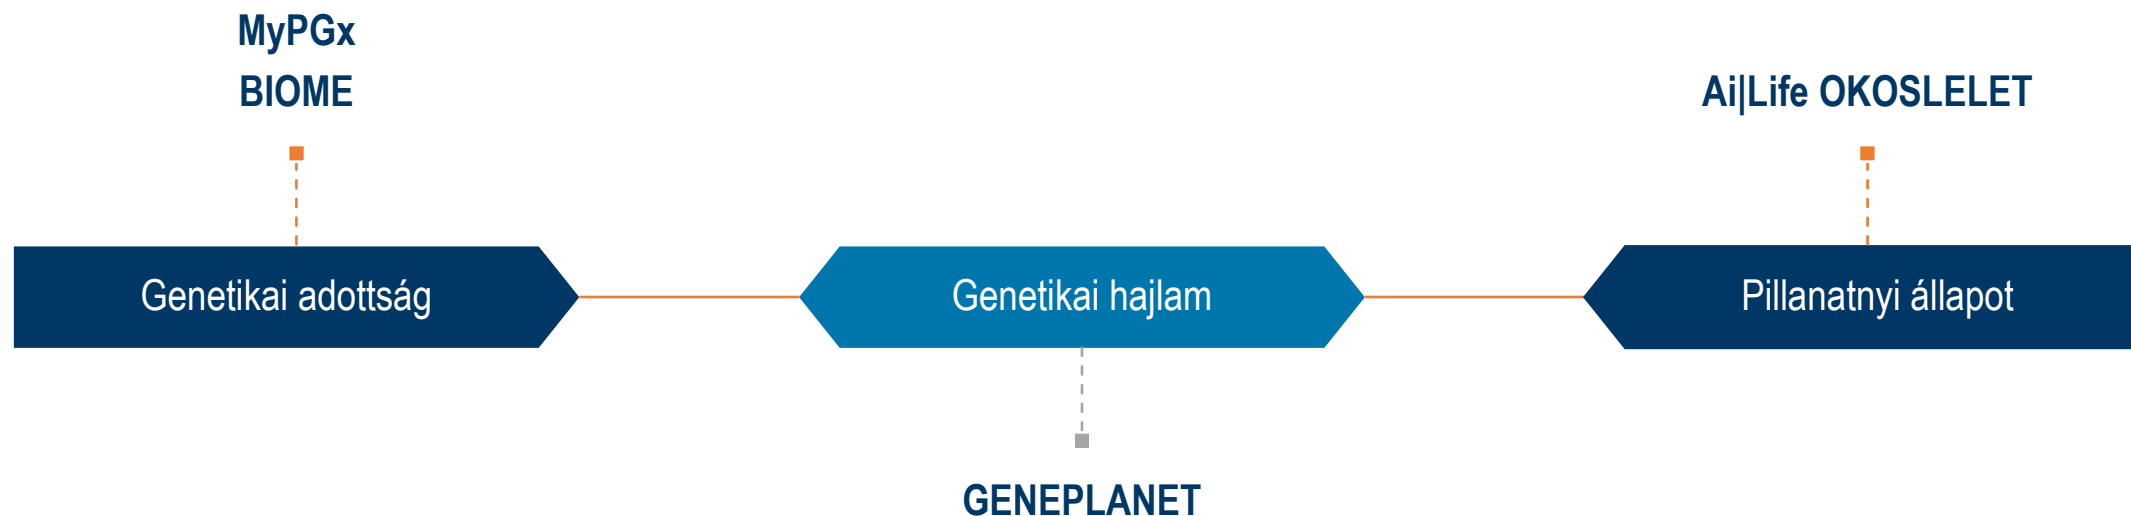 MyPGx
BIOME
Ai|Life OKOSLELET
Genetikai adottság
Genetikai hajlam
Pillanatnyi állapot
GENEPLANET